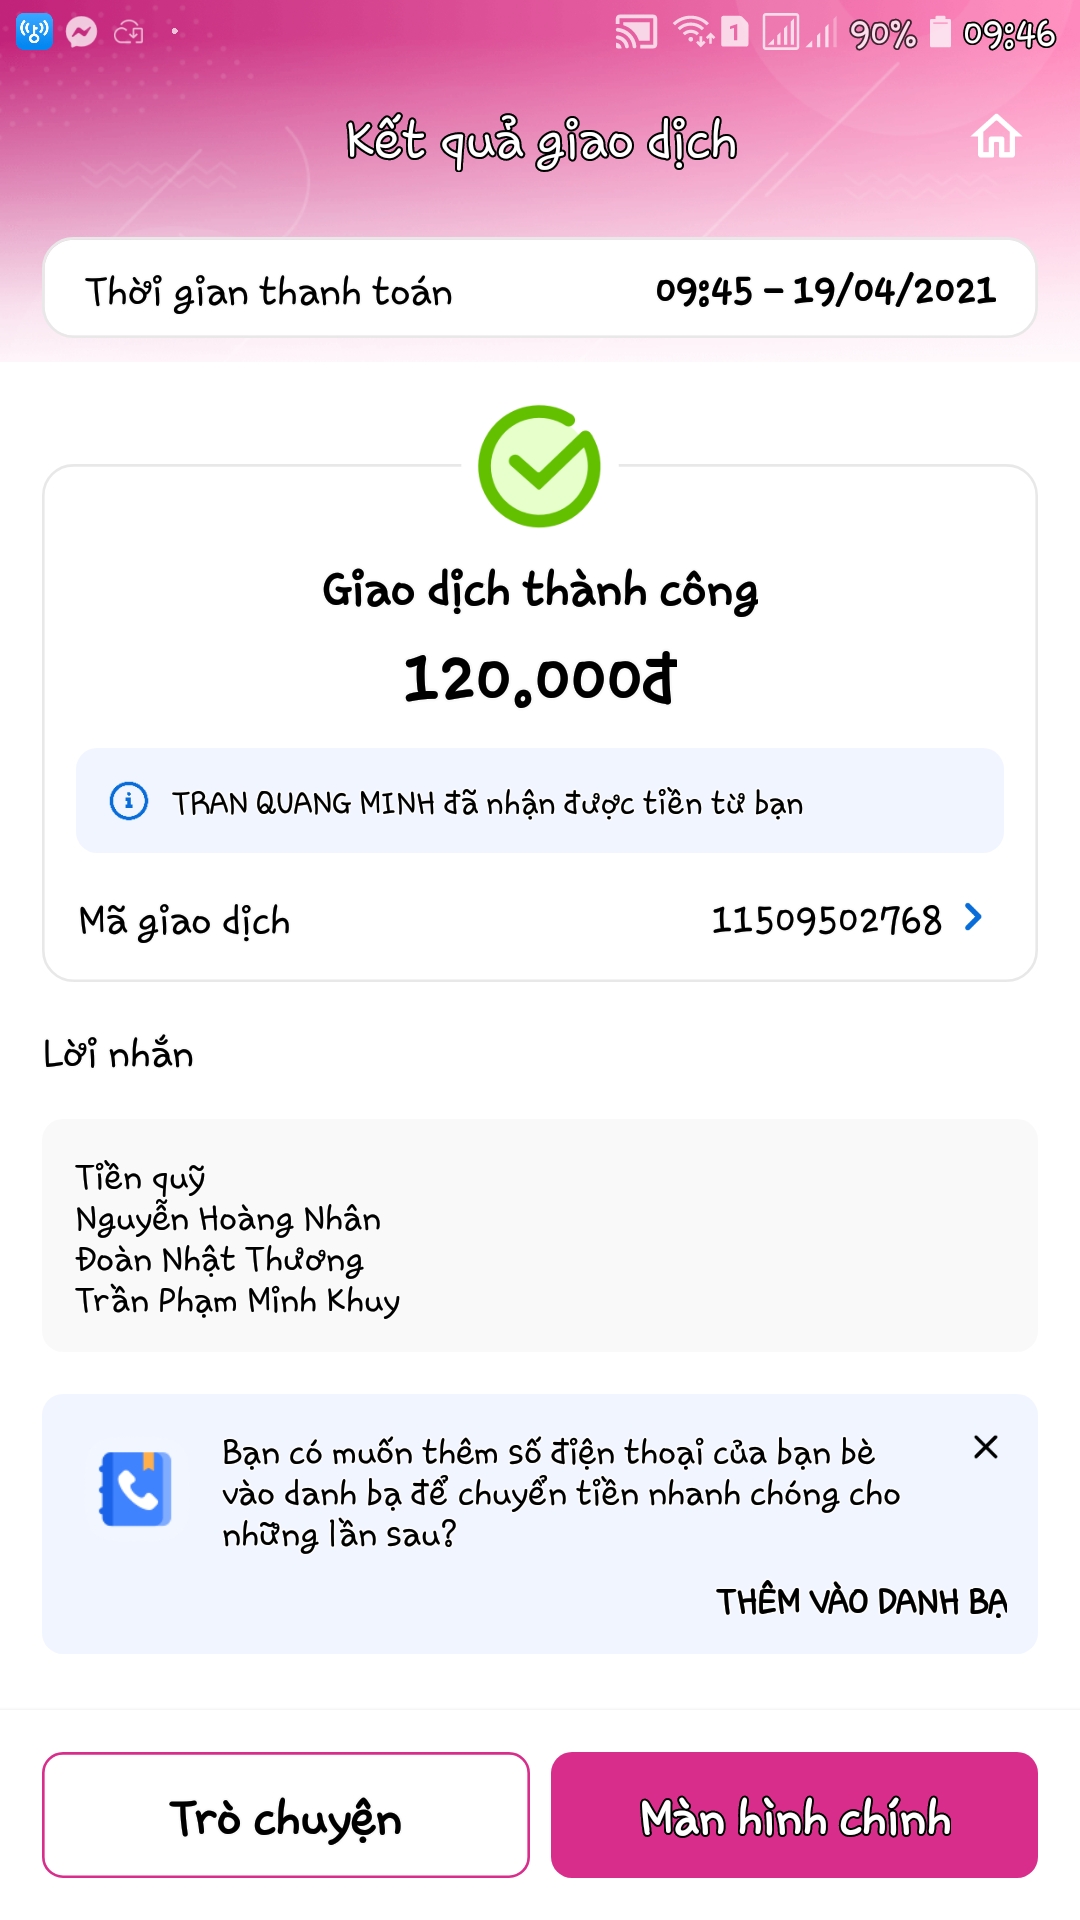 1 90% 09:46
Kết quả giao dịch
Thời gian thanh toán 09:45 - 19/04/2021
Giao dịch thành công
120.000đ
TRAN QUANG MINH đã nhận được tiền từ bạn
Mã giao dịch 11509502768
Lời nhắn
Tiền quỹ
Nguyễn Hoàng Nhân
Đoàn Nhật Thương
Trần Phạm Minh Khuy
Bạn có muốn thêm số điện thoại của bạn bè
vào danh bạ để chuyển tiền nhanh chóng cho
những lần sau?
THÊM VÀO DANH BẠ
Trò chuyện
Màn hình chính